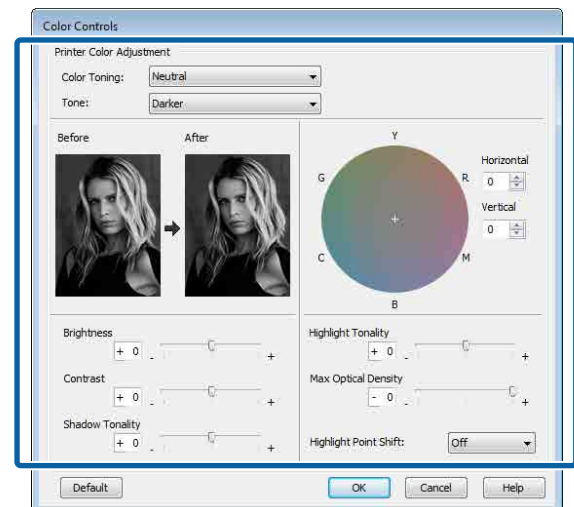 Color Controls
Printer Color Adjustment
Color Toning: Neutral
Tone: Darker
Before After
Y
G R
C M
B
Horizontal
0
Vertical
0
Brightness
+ 0 - +
Contrast
+ 0 - +
Shadow Tonality
+ 0 - +
Highlight Tonality
+ 0 - +
Max Optical Density
- 0 - +
Highlight Point Shift: Off
Default OK Cancel Help